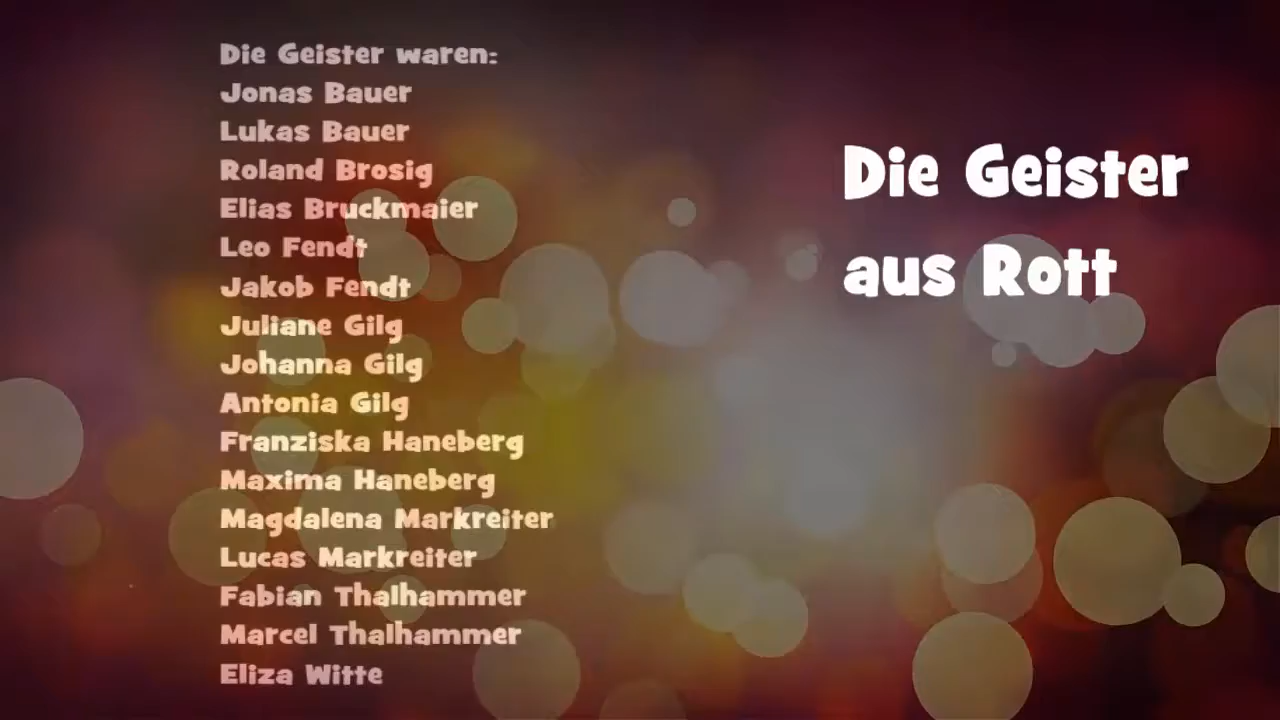 Die Geister waren:
Jonas Bauer
Lukas Bauer
Roland Brosig
Elias Bruckmaier
Leo Fendt
Jakob Fendt
Juliane Gilg
Johanna Gilg
Antonia Gilg
Franziska Haneberg
Maxima Haneberg
Magdalena Markreiter
Lucas Markreiter
Fabian Thalhammer
Marcel Thalhammer
Eliza Witte
Die Geister
aus Rott